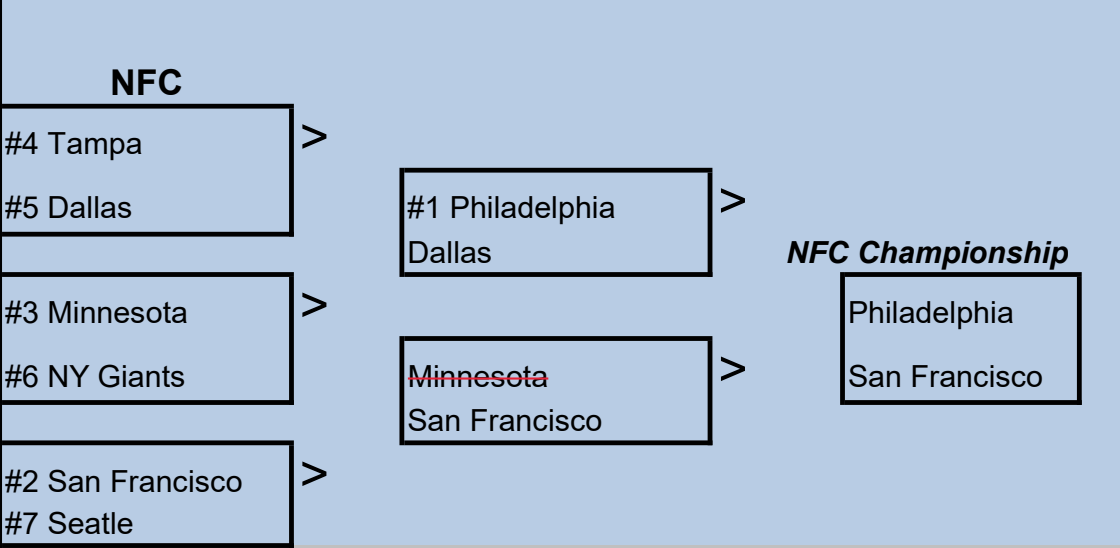 NFC
#4 Tampa
>
#5 Dallas
#1 Philadelphia
>
Dallas
NFC Championship
#3 Minnesota
>
Philadelphia
#6 NY Giants
Minnesota
>
San Francisco
San Francisco
#2 San Francisco
>
#7 Seatle